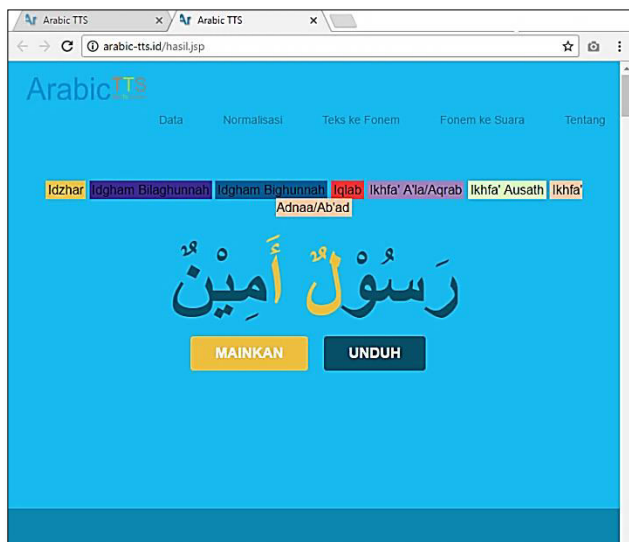 Arabic TTS
Arabic TTS
arabic-tts.id/hasil.jsp
ArabicTTS
Data Normalisasi Teks ke Fonem Fonem ke Suara Tentang
Idzhar Idgham Bilaghunnah Idgham Bighunnah Iqlab Ikhfa' A'la/Aqrab Ikhfa' Ausath Ikhfa'
Adnaa/Ab'ad
رَسُوْلٌ أَمِيْنٌ
MAINKAN UNDUH